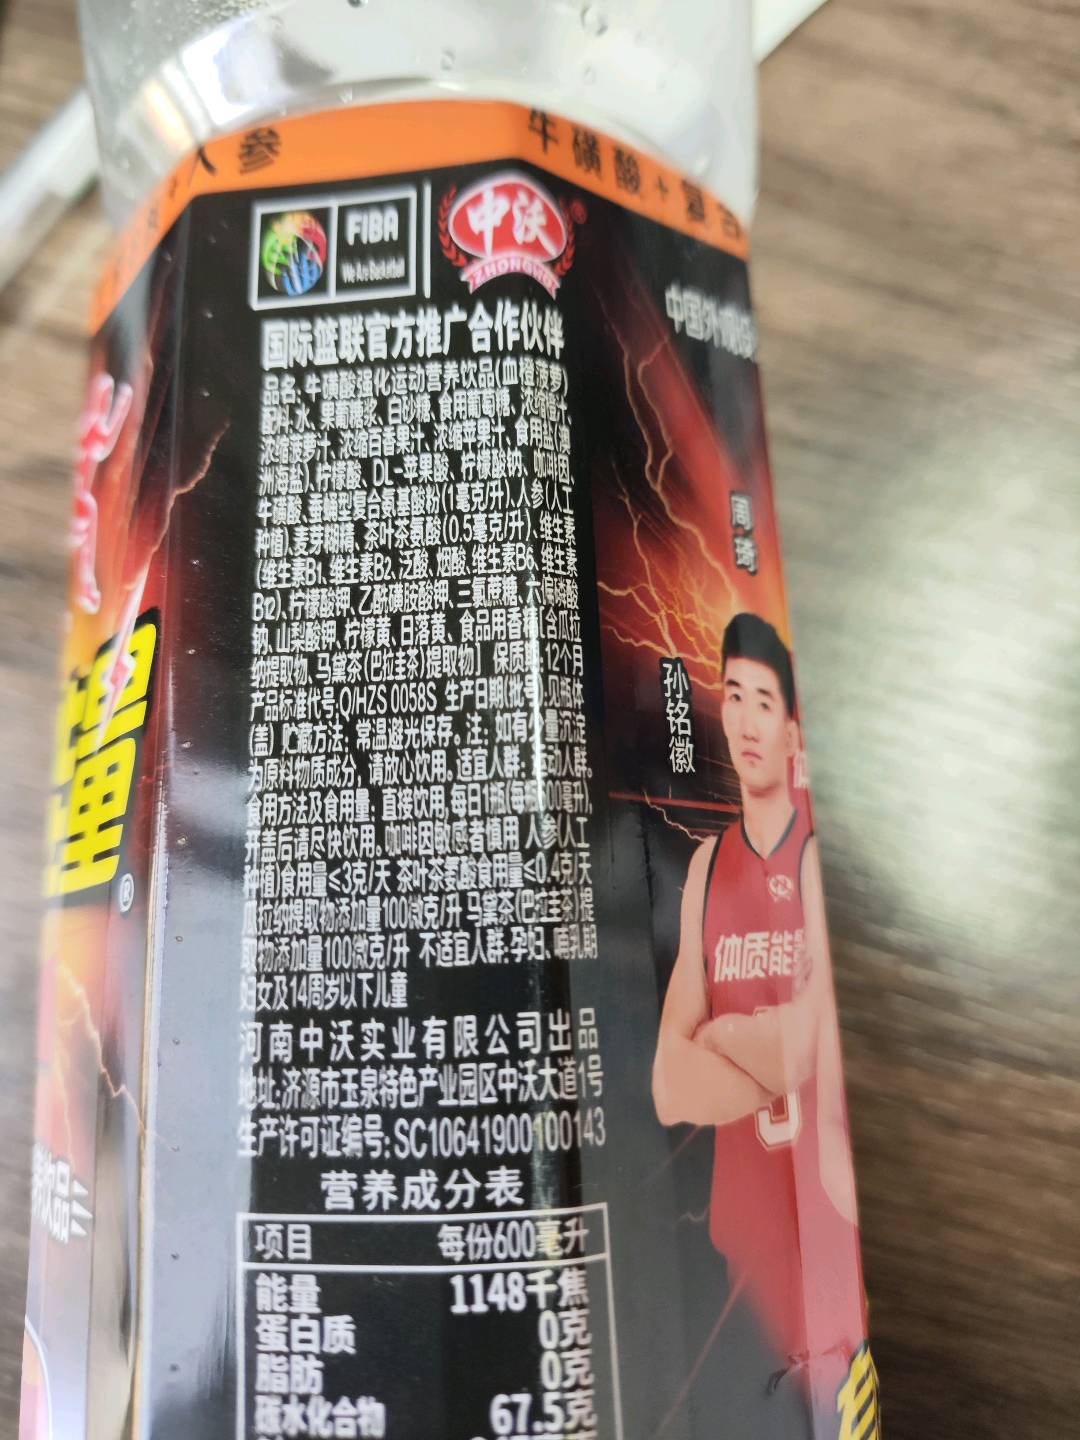 人参
牛磺酸+复合
FIBA
We Are Basketball
中沃®
ZHONGWO
国际篮联官方推广合作伙伴
品名:牛磺酸强化运动营养饮品(血橙菠萝)
配料:水、果葡糖浆、白砂糖、食用葡萄糖、浓缩橙汁、
浓缩菠萝汁、浓缩百香果汁、浓缩苹果汁、食用盐(澳
洲海盐)、柠檬酸、DL-苹果酸、柠檬酸钠、咖啡因、
牛磺酸、蚕蛹型复合氨基酸粉(1毫克/升)、人参(人工
种植)、麦芽糊精、茶叶茶氨酸(0.5毫克/升)、维生素
(维生素B1、维生素B2、泛酸、烟酸、维生素B6、维生素
B12)、柠檬酸钾、乙酰磺胺酸钾、三氯蔗糖、六偏磷酸
钠、山梨酸钾、柠檬黄、日落黄、食品用香精[含瓜拉
纳提取物、马黛茶(巴拉圭茶)提取物] 保质期:12个月
产品标准代号:Q/HZS 0058S 生产日期(批号):见瓶体
(盖) 贮藏方法:常温避光保存。注:如有少量沉淀
为原料物质成分,请放心饮用。适宜人群:运动人群。
食用方法及食用量:直接饮用,每日1瓶(每瓶600毫升),
开盖后请尽快饮用。咖啡因敏感者慎用 人参(人工
种植)食用量≤3克/天 茶叶茶氨酸食用量≤0.4克/天
瓜拉纳提取物添加量100微克/升 马黛茶(巴拉圭茶)提
取物添加量100微克/升 不适宜人群:孕妇、哺乳期
妇女及14周岁以下儿童
河南中沃实业有限公司出品
地址:济源市玉泉特色产业园区中沃大道1号
生产许可证编号:SC10641900100143
营养成分表
项目 每份600毫升
能量 1148千焦
蛋白质 0克
脂肪 0克
碳水化合物 67.5克
周琦
孙铭徽
体质能
饮品